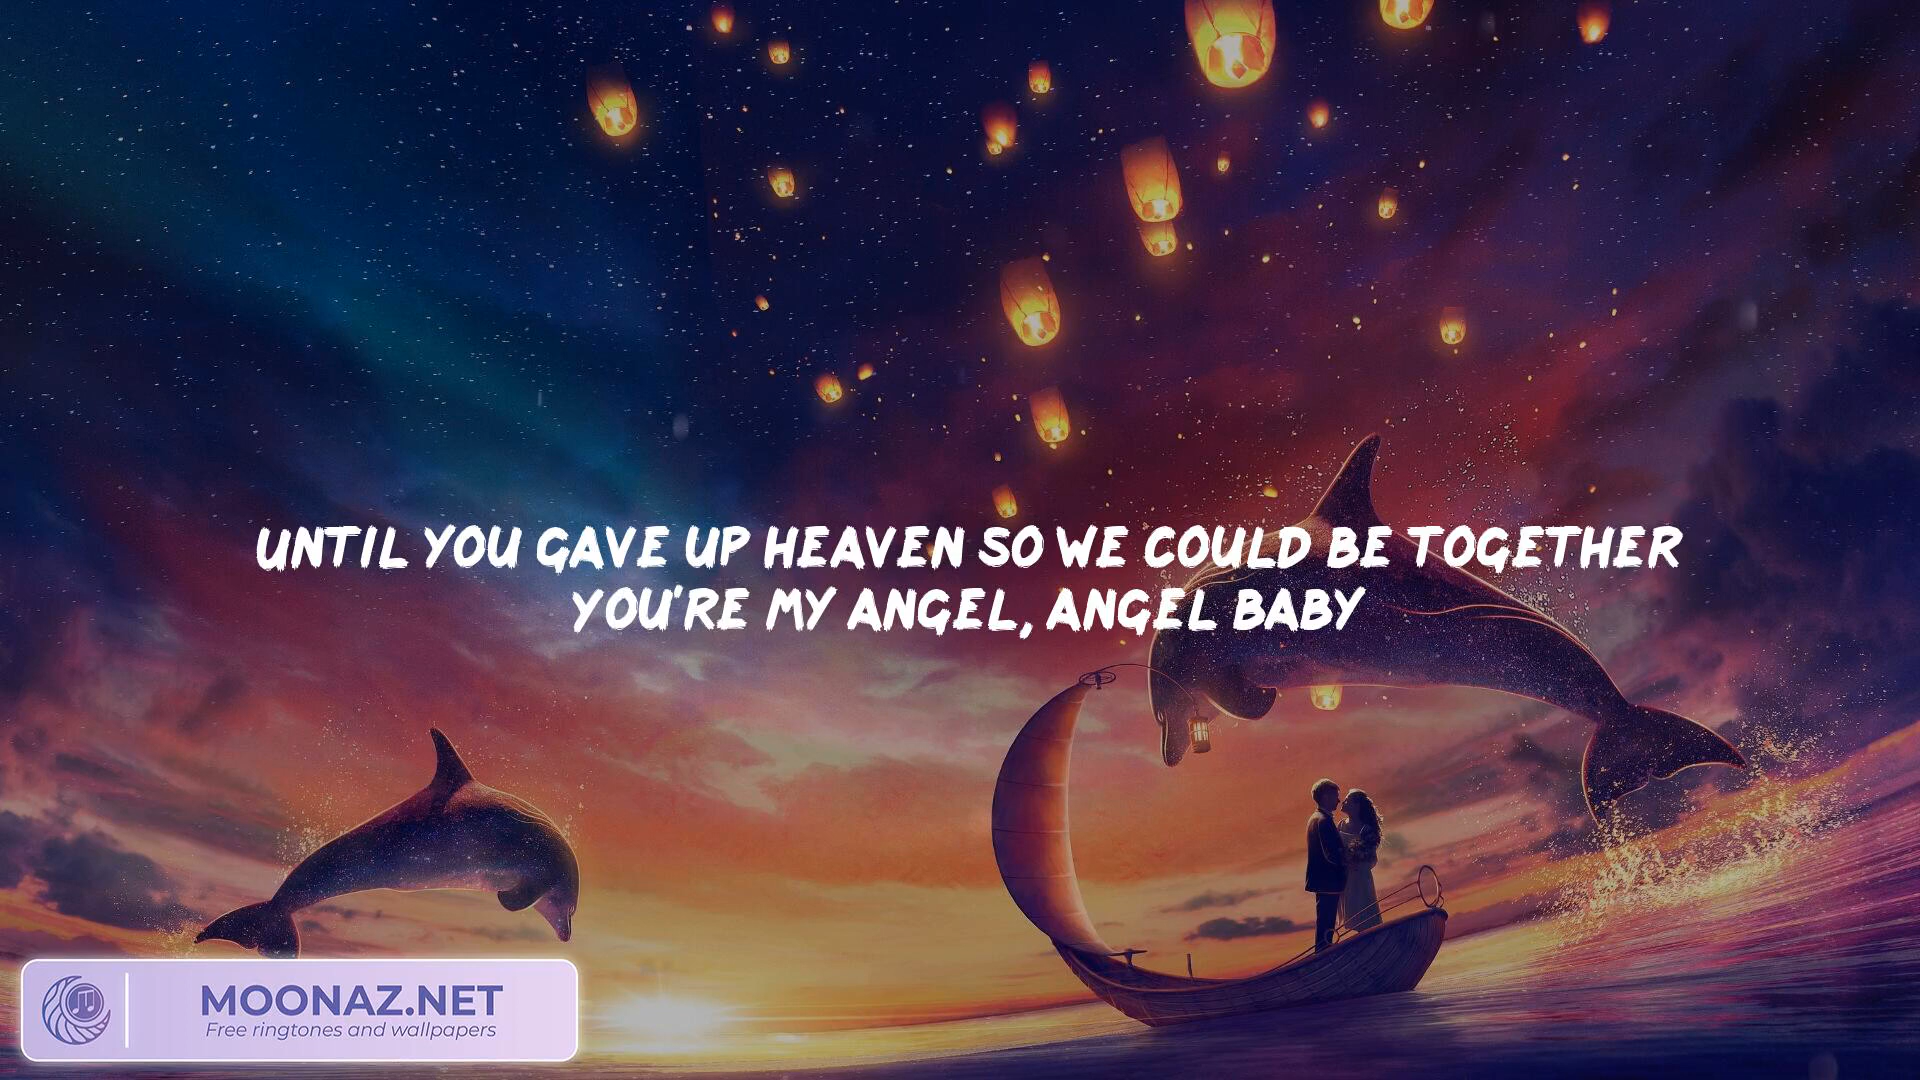 UNTIL YOU GAVE UP HEAVEN SO WE COULD BE TOGETHER
YOU'RE MY ANGEL, ANGEL BABY
MOONAZ.NET
Free ringtones and wallpapers